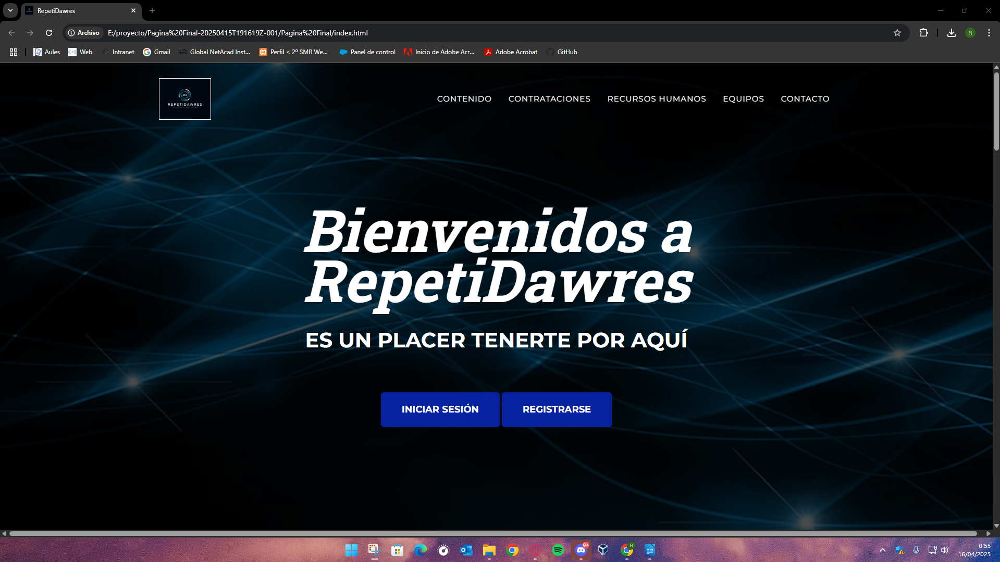 RepetiDawres
Archivo
E:/proyecto/Pagina%20Final-20250415T191619Z-001/Pagina%20Final/index.html
R
Aules
Web
Intranet
Gmail
Global NetAcad Inst...
Perfil < 2º SMR We...
Panel de control
Inicio de Adobe Acr...
Adobe Acrobat
GitHub
REPETIDAWRES
CONTENIDO
CONTRATACIONES
RECURSOS HUMANOS
EQUIPOS
CONTACTO
Bienvenidos a
RepetiDawres
ES UN PLACER TENERTE POR AQUÍ
INICIAR SESIÓN
REGISTRARSE
9+
R
0:55
16/04/2025